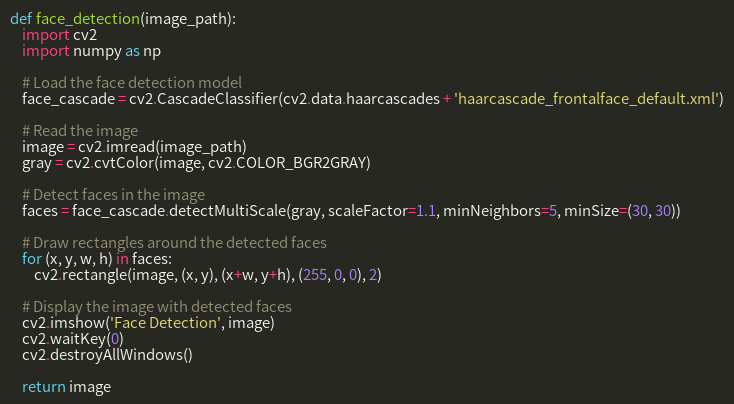 def face_detection(image_path):
    import cv2
    import numpy as np

    # Load the face detection model
    face_cascade = cv2.CascadeClassifier(cv2.data.haarcascades + 'haarcascade_frontalface_default.xml')

    # Read the image
    image = cv2.imread(image_path)
    gray = cv2.cvtColor(image, cv2.COLOR_BGR2GRAY)

    # Detect faces in the image
    faces = face_cascade.detectMultiScale(gray, scaleFactor=1.1, minNeighbors=5, minSize=(30, 30))

    # Draw rectangles around the detected faces
    for (x, y, w, h) in faces:
        cv2.rectangle(image, (x, y), (x+w, y+h), (255, 0, 0), 2)

    # Display the image with detected faces
    cv2.imshow('Face Detection', image)
    cv2.waitKey(0)
    cv2.destroyAllWindows()

    return image